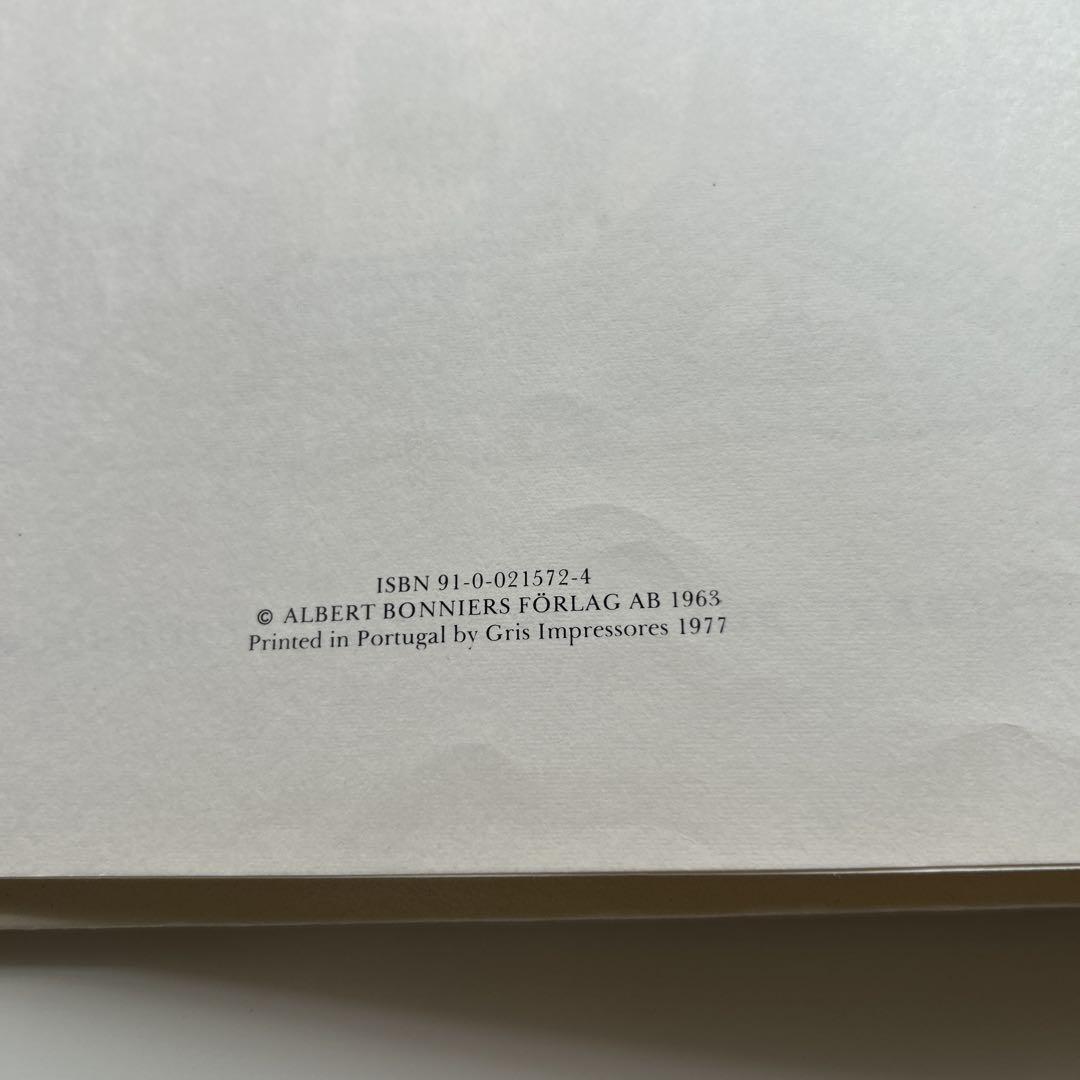 ISBN 91-0-021572-4
© ALBERT BONNIERS FÖRLAG AB 1963
Printed in Portugal by Gris Impressores 1977